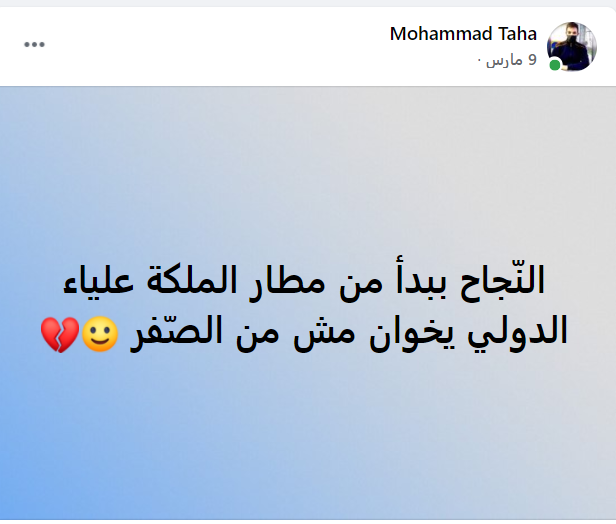 Mohammad Taha
9 مارس ·
النّجاح ببدأ من مطار الملكة علياء
الدولي يخوان مش من الصّفر 🙂💔